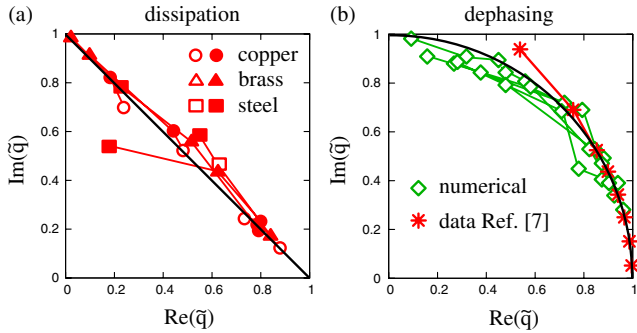 (a) dissipation
copper
brass
steel
Im(q̃)
1
0.8
0.6
0.4
0.2
0
0 0.2 0.4 0.6 0.8 1
Re(q̃)
(b) dephasing
numerical
data Ref. [7]
Im(q̃)
1
0.8
0.6
0.4
0.2
0
0 0.2 0.4 0.6 0.8 1
Re(q̃)